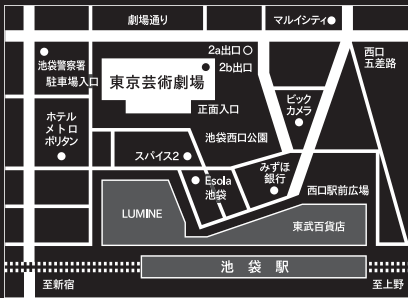 劇場通り
マルイシティ
2a出口
2b出口
西口
五差路
池袋警察署
駐車場入口
東京芸術劇場
正面入口
ビック
カメラ
ホテル
メトロ
ポリタン
池袋西口公園
スパイス2
みずほ
銀行
Esola
池袋
西口駅前広場
LUMINE
東武百貨店
池袋駅
至新宿
至上野